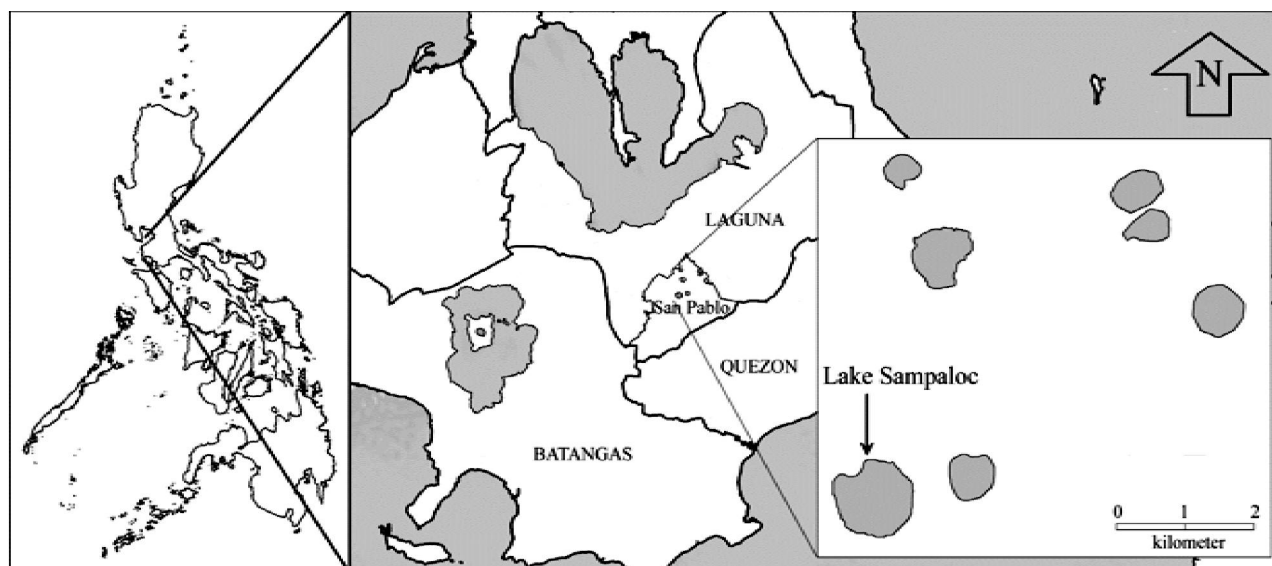 N
LAGUNA
San Pablo
QUEZON
Lake Sampaloc
BATANGAS
0 1 2
kilometer